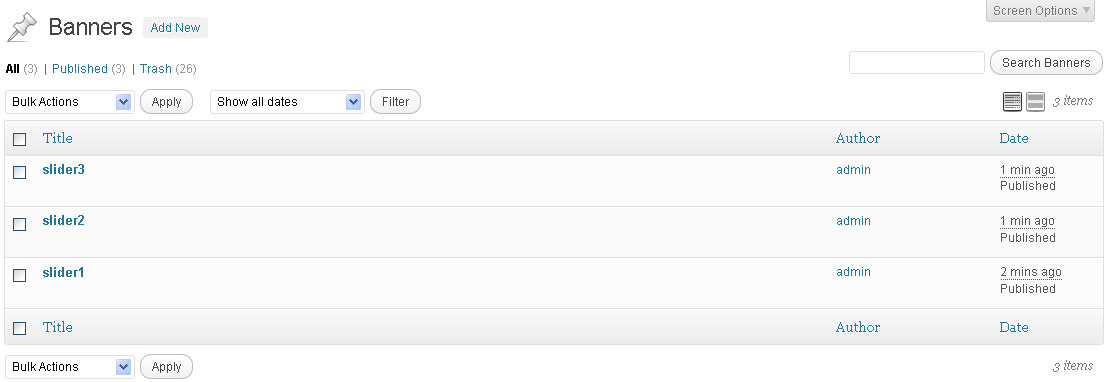 Screen Options
Banners Add New
All (3) | Published (3) | Trash (26)
Search Banners
Bulk Actions Apply Show all dates Filter 3 items
Title Author Date
slider3 admin 1 min ago
Published
slider2 admin 1 min ago
Published
slider1 admin 2 mins ago
Published
Title Author Date
Bulk Actions Apply 3 items